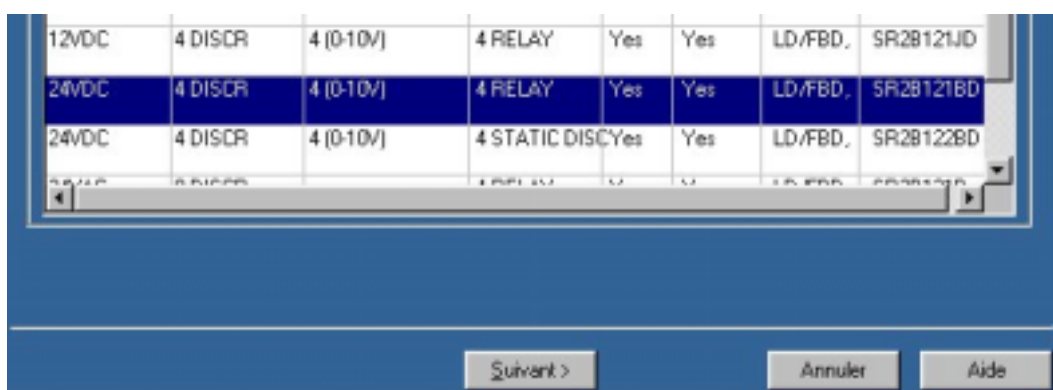 12VDC 4 DISCR 4 (0-10V) 4 RELAY Yes Yes LD/FBD, SR2B121JD
24VDC 4 DISCR 4 (0-10V) 4 RELAY Yes Yes LD/FBD, SR2B121BD
24VDC 4 DISCR 4 (0-10V) 4 STATIC DISC Yes Yes LD/FBD, SR2B122BD
Suivant > Annuler Aide